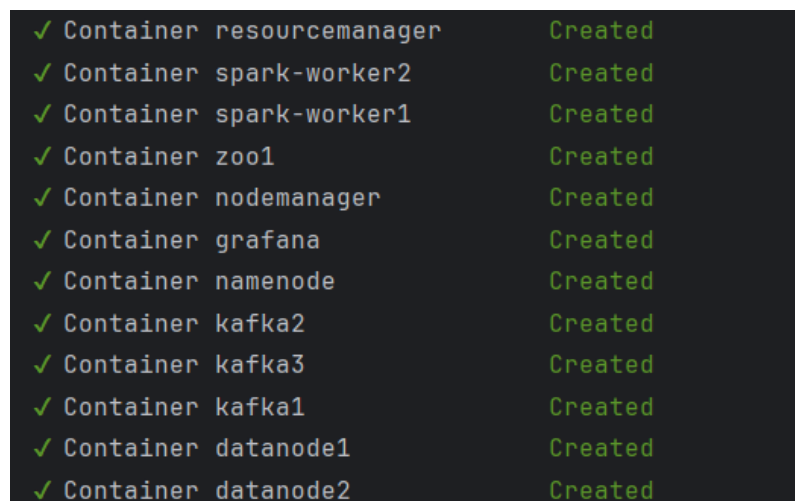 ✓ Container resourcemanager Created
✓ Container spark-worker2 Created
✓ Container spark-worker1 Created
✓ Container zoo1 Created
✓ Container nodemanager Created
✓ Container grafana Created
✓ Container namenode Created
✓ Container kafka2 Created
✓ Container kafka3 Created
✓ Container kafka1 Created
✓ Container datanode1 Created
✓ Container datanode2 Created